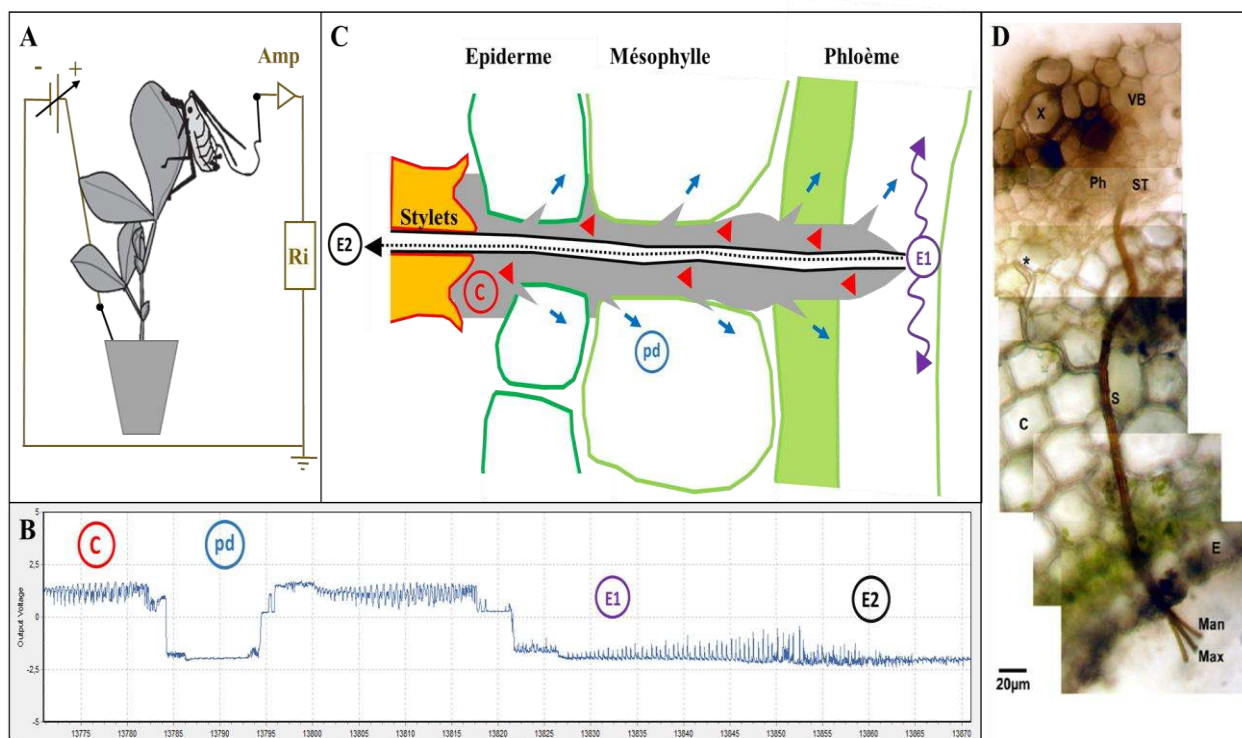 A
Amp
-
+
Ri
C
Epiderme Mésophylle Phloème
Stylets
E2
E1
C
pd
B
C
pd
E1
E2
Output Voltage
5
2,5
0
-2,5
-5
13775 13780 13785 13790 13795 13800 13805 13810 13815 13820 13825 13830 13835 13840 13845 13850 13855 13860 13865 13870
D
X
VB
Ph
ST
*
S
C
E
Man
Max
20µm